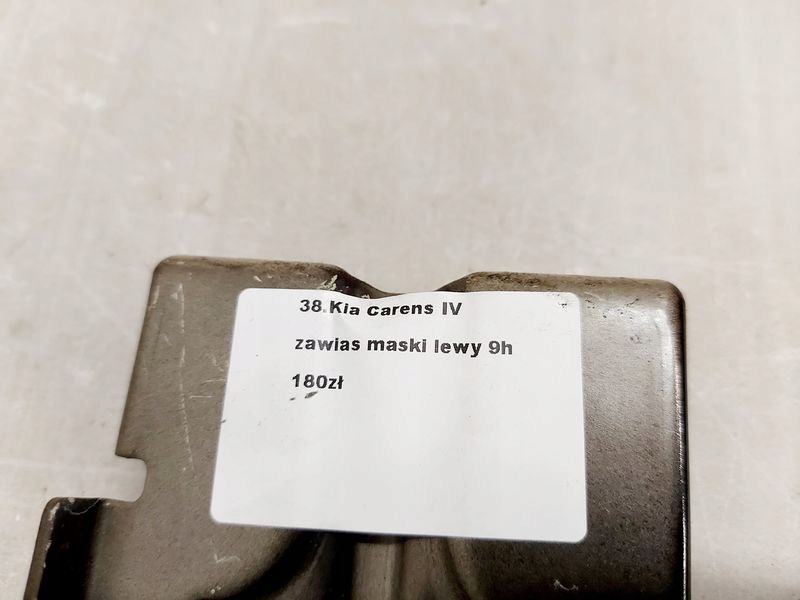 38.Kia Carens IV
zawias maski lewy 9h
180zł